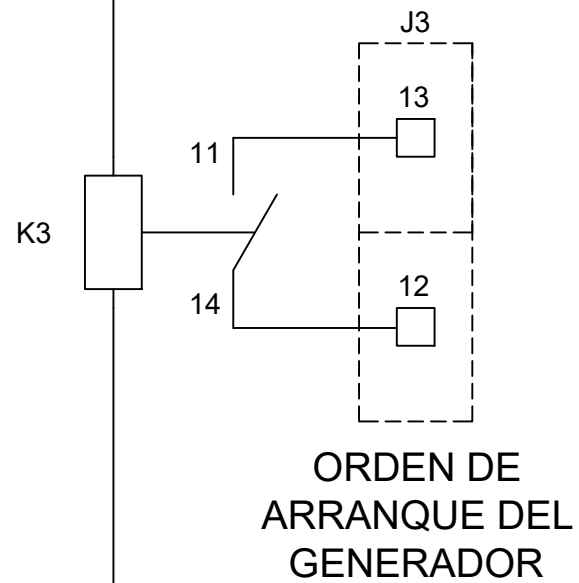 J3
13
11
K3
12
14
ORDEN DE
ARRANQUE DEL
GENERADOR